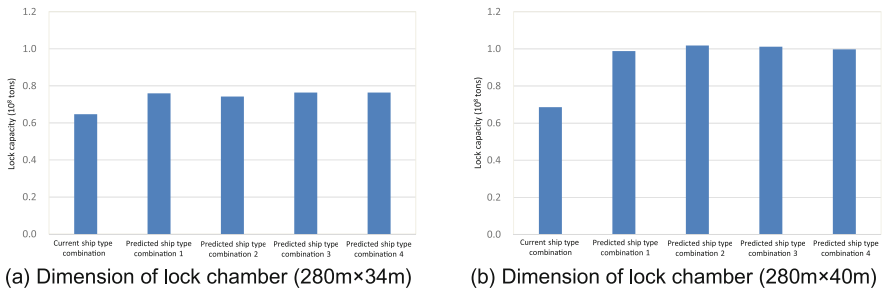 1.2
1.0
0.8
0.6
0.4
0.2
0.0
Lock capacity (10⁸ tons)
Current ship type
combination
Predicted ship type
combination 1
Predicted ship type
combination 2
Predicted ship type
combination 3
Predicted ship type
combination 4
(a) Dimension of lock chamber (280m×34m)
1.2
1.0
0.8
0.6
0.4
0.2
0.0
Lock capacity (10⁸ tons)
Current ship type
combination
Predicted ship type
combination 1
Predicted ship type
combination 2
Predicted ship type
combination 3
Predicted ship type
combination 4
(b) Dimension of lock chamber (280m×40m)